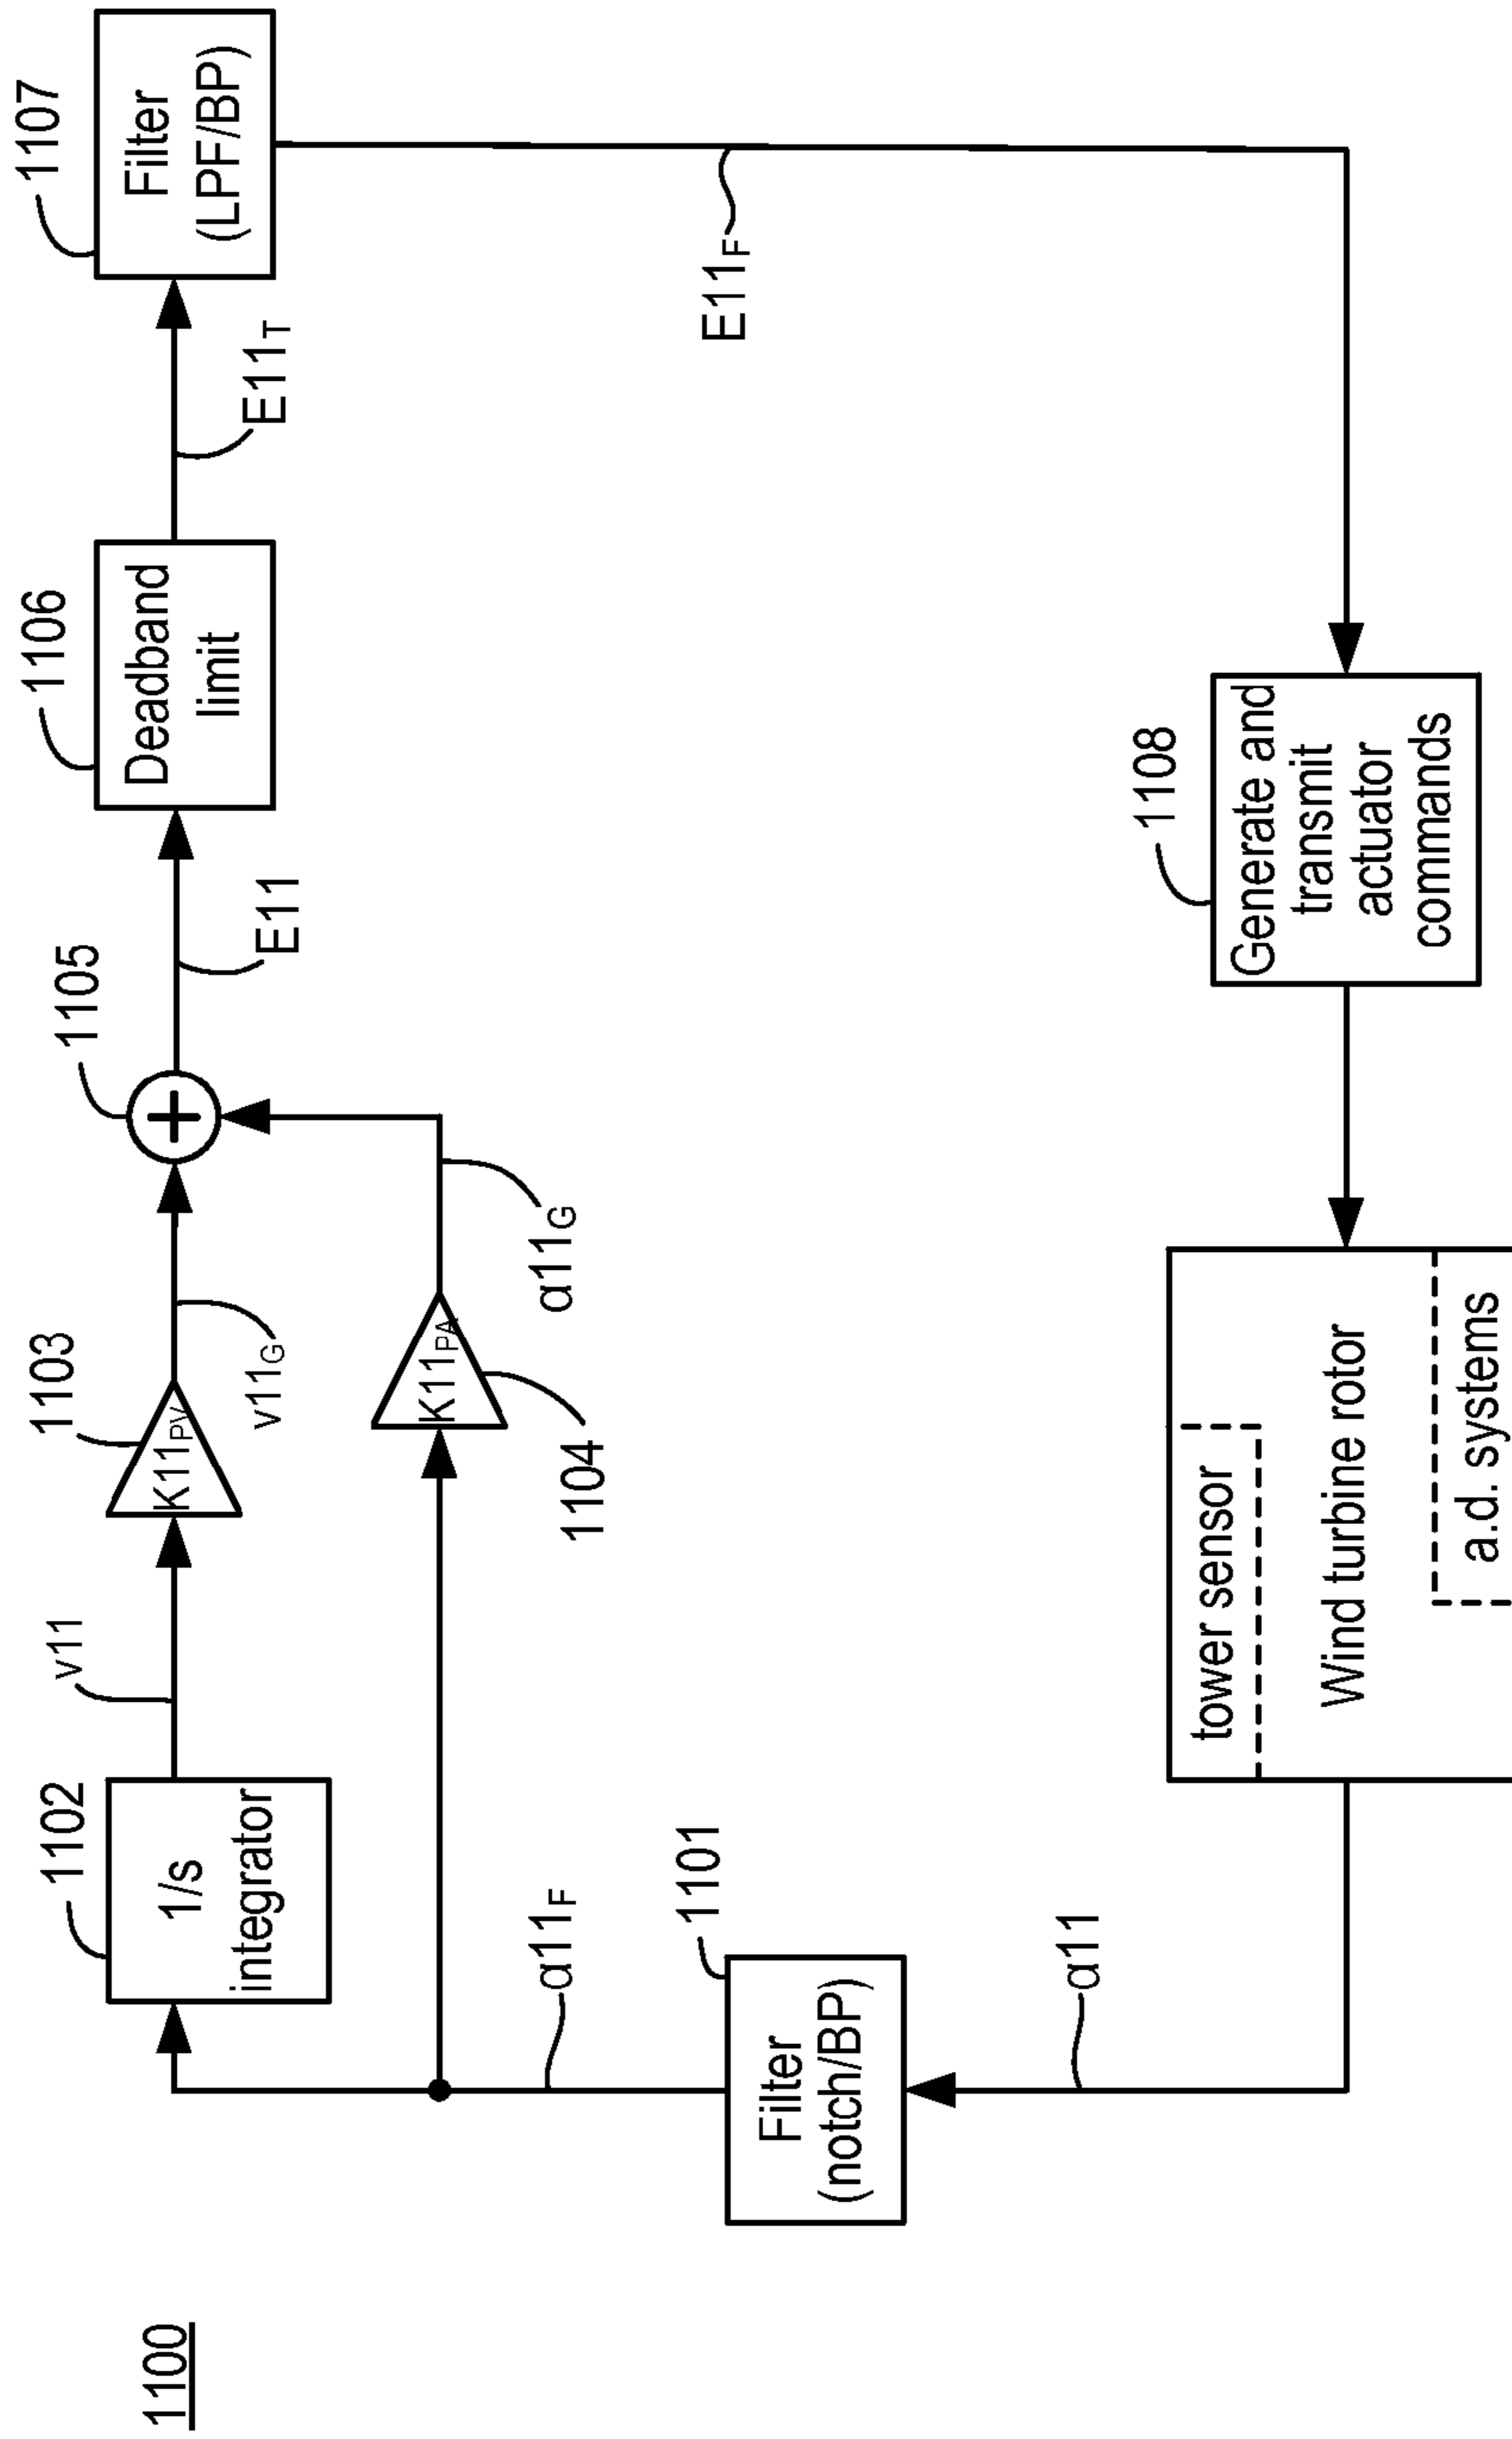 1100
1102
1/s
integrator
v11
1103
K11PV
v11G
1105
E11
1106
Deadband
limit
E11T
1107
Filter
(LPF/BP)
α11F
K11PA
1104
α11G
E11F
1101
Filter
(notch/BP)
α11
tower sensor
Wind turbine rotor
a.d. systems
1108
Generate and
transmit
actuator
commands